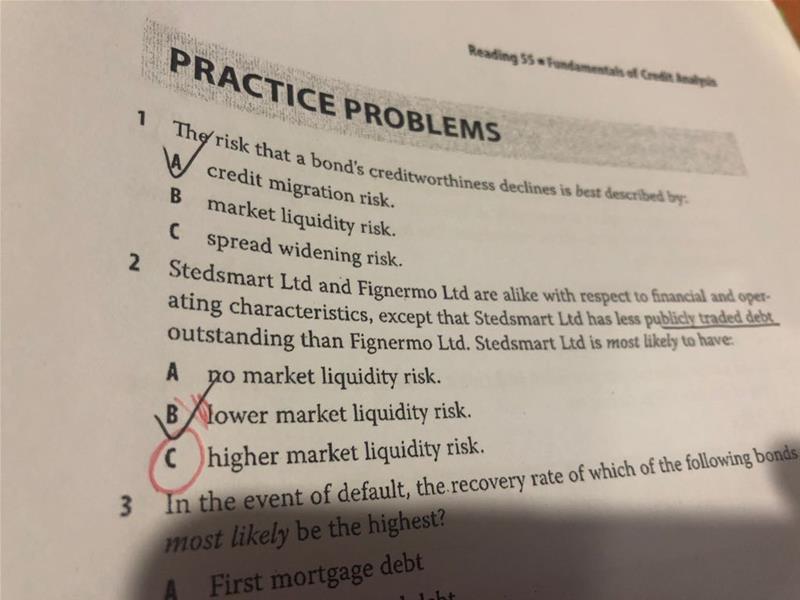 Reading 55 ■ Fundamentals of Credit Analysis
PRACTICE PROBLEMS
1 The risk that a bond's creditworthiness declines is best described by:
A credit migration risk.
B market liquidity risk.
C spread widening risk.
2 Stedsmart Ltd and Fignermo Ltd are alike with respect to financial and oper-
ating characteristics, except that Stedsmart Ltd has less publicly traded debt
outstanding than Fignermo Ltd. Stedsmart Ltd is most likely to have:
A no market liquidity risk.
B lower market liquidity risk.
C higher market liquidity risk.
3 In the event of default, the recovery rate of which of the following bonds
most likely be the highest?
A First mortgage debt
debt